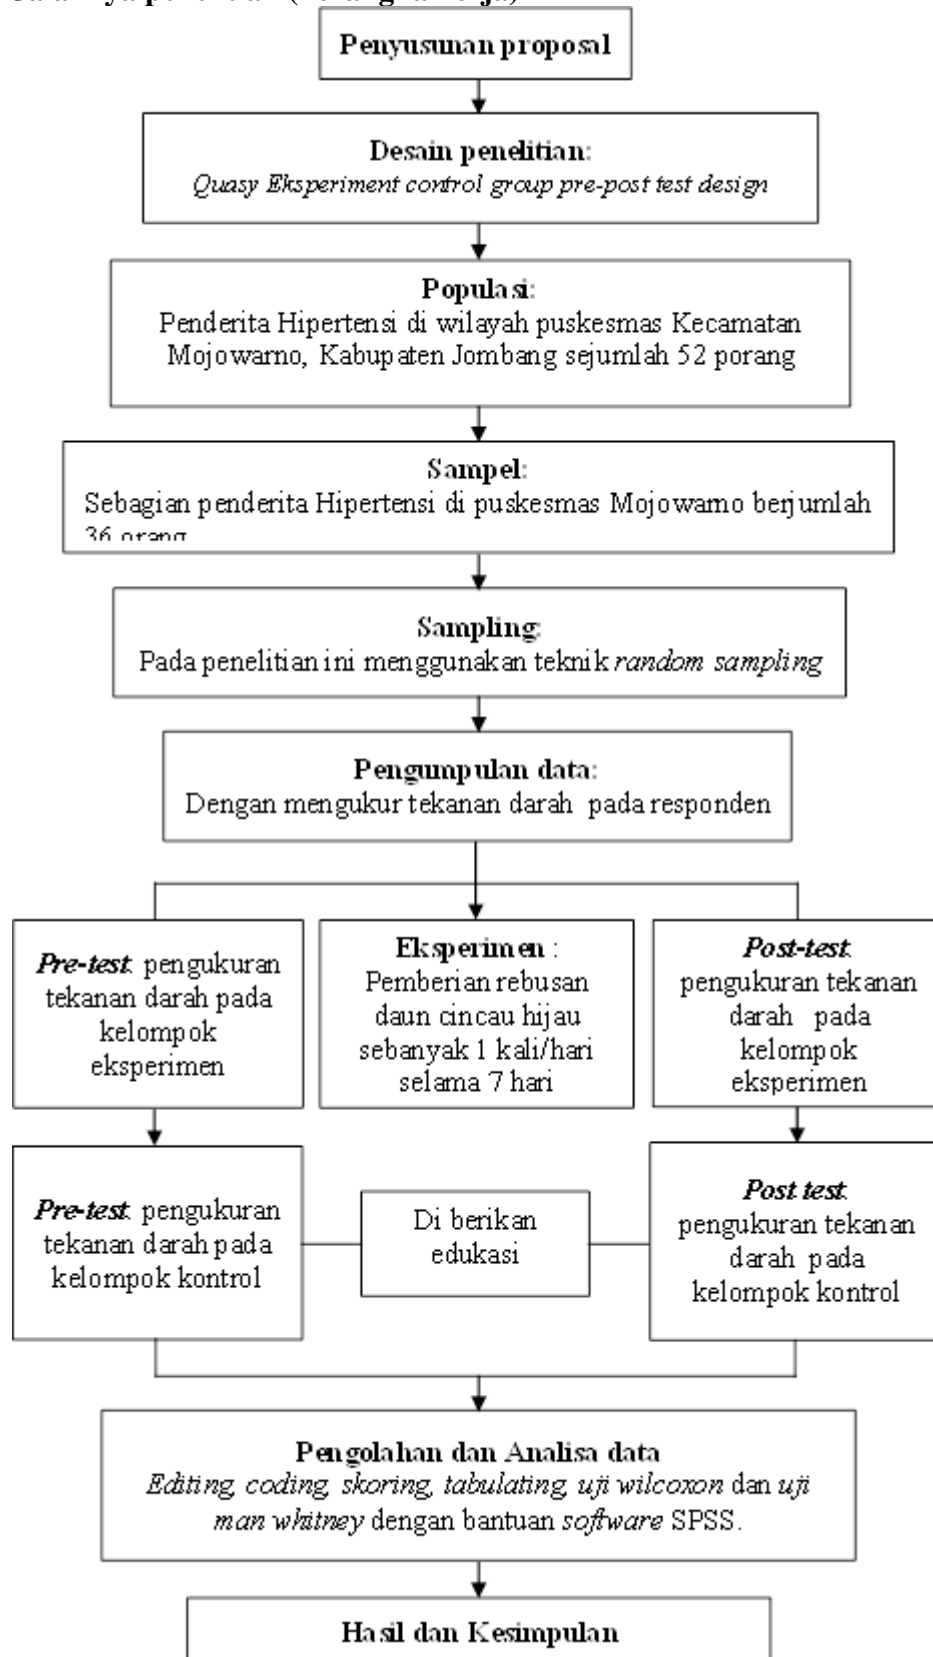 Penyusunan proposal
Desain penelitian:
Quasy Eksperiment control group pre-post test design
Populasi:
Penderita Hipertensi di wilayah puskesmas Kecamatan
Mojowarno, Kabupaten Jombang sejumlah 52 porang
Sampel:
Sebagian penderita Hipertensi di puskesmas Mojowarno berjumlah
36 orang
Sampling:
Pada penelitian ini menggunakan teknik random sampling
Pengumpulan data:
Dengan mengukur tekanan darah pada responden
Pre-test: pengukuran
tekanan darah pada
kelompok
eksperimen
Eksperimen :
Pemberian rebusan
daun cincau hijau
sebanyak 1 kali/hari
selama 7 hari
Post-test:
pengukuran tekanan
darah pada
kelompok
eksperimen
Pre-test: pengukuran
tekanan darah pada
kelompok kontrol
Di berikan
edukasi
Post test:
pengukuran tekanan
darah pada
kelompok kontrol
Pengolahan dan Analisa data
Editing, coding, skoring, tabulating, uji wilcoxon dan uji
man whitney dengan bantuan software SPSS.
Hasil dan Kesimpulan